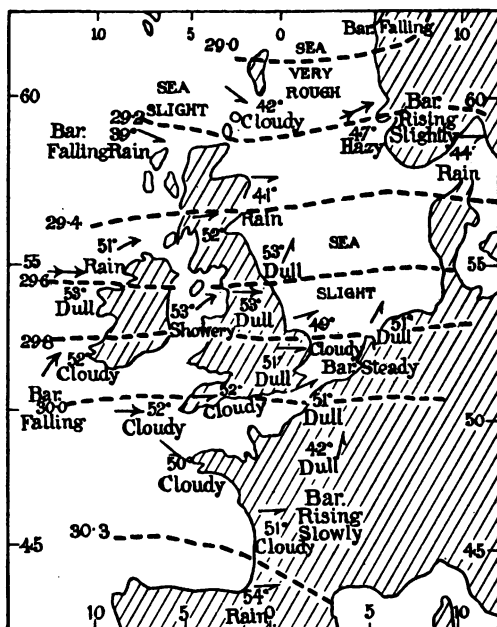 10 5 0 10
29·0
SEA
Bar. Falling
VERY
ROUGH
60
SEA
SLIGHT
42°
Cloudy
60
Bar.
Rising
Slightly
29·2
Bar.
Falling
39°
Rain
47°
Hazy
44°
Rain
41°
Rain
29·4
52°
51°
Rain
SEA
53°
Dull
55
55
29·6
53°
Dull
SLIGHT
53°
Showery
53°
Dull
49°
Cloudy
51°
Dull
29·8
52°
Cloudy
51°
Dull
Bar. Steady
52°
Cloudy
Bar.
Falling
30·0
52°
Cloudy
51°
Dull
50
42°
Dull
50°
Cloudy
Bar.
Rising
Slowly
51°
Cloudy
30·3
45
45
54°
Rain
10 5 0 5 10